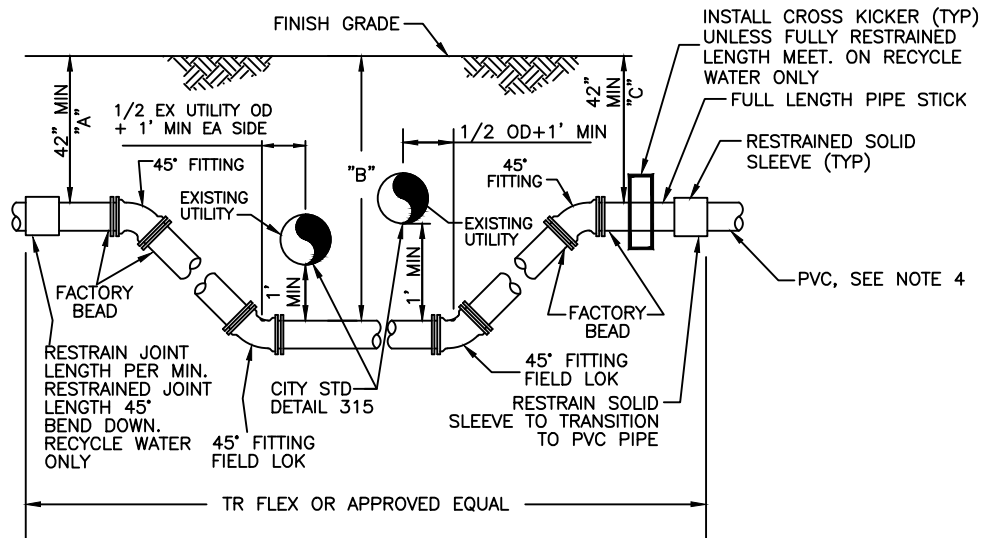 FINISH GRADE
INSTALL CROSS KICKER (TYP)
UNLESS FULLY RESTRAINED
LENGTH MEET. ON RECYCLE
WATER ONLY
42" MIN
"A"
1/2 EX UTILITY OD
+ 1' MIN EA SIDE
"B"
1/2 OD+1' MIN
42" MIN
"C"
FULL LENGTH PIPE STICK
RESTRAINED SOLID
SLEEVE (TYP)
45° FITTING
45°
FITTING
EXISTING
UTILITY
EXISTING
UTILITY
1'
MIN
1' MIN
PVC, SEE NOTE 4
FACTORY
BEAD
FACTORY
BEAD
RESTRAIN JOINT
LENGTH PER MIN.
RESTRAINED JOINT
LENGTH 45°
BEND DOWN.
RECYCLE WATER
ONLY
45° FITTING
FIELD LOK
CITY STD
DETAIL 315
45° FITTING
FIELD LOK
RESTRAIN SOLID
SLEEVE TO TRANSITION
TO PVC PIPE
TR FLEX OR APPROVED EQUAL